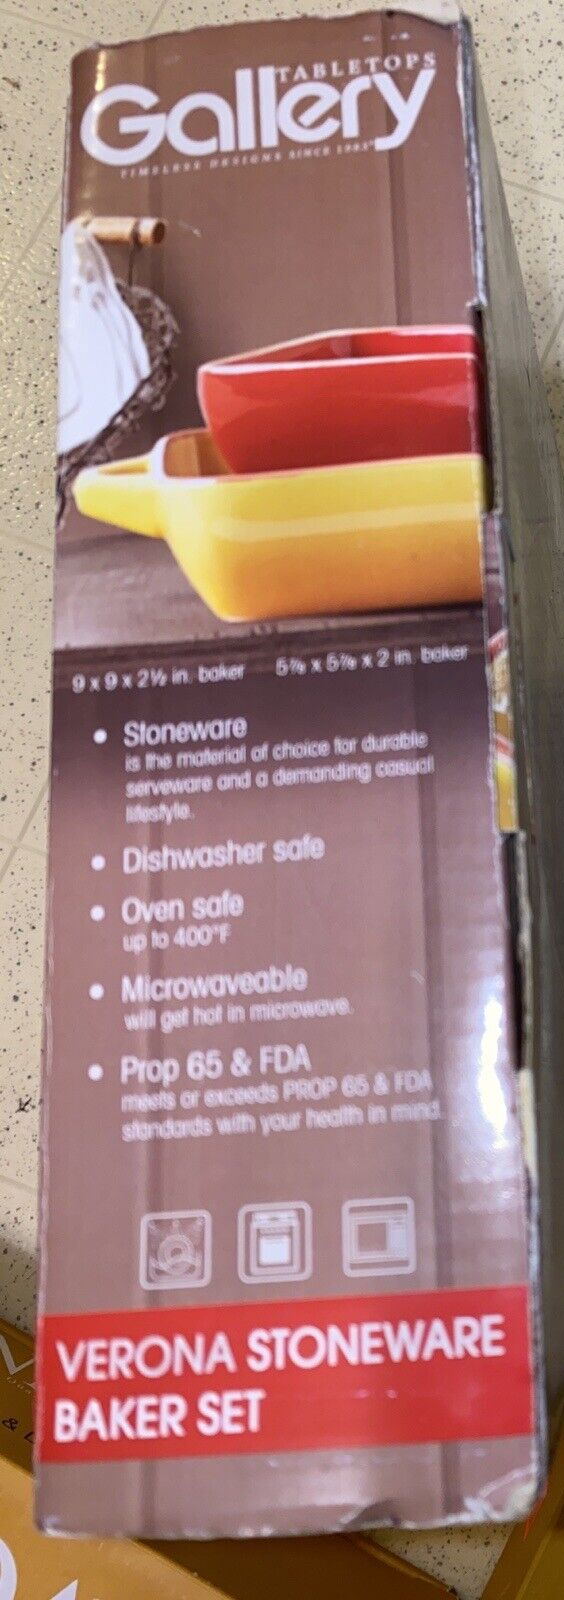 TABLETOPS
Gallery
TIMELESS DESIGNS SINCE 1983
9 x 9 x 2½ in. baker 5⅞ x 5⅞ x 2 in. baker
• Stoneware
is the material of choice for durable
serveware and a demanding casual
lifestyle.
• Dishwasher safe
• Oven safe
up to 400°F
• Microwaveable
will get hot in microwave.
• Prop 65 & FDA
meets or exceeds PROP 65 & FDA
standards with your health in mind.
VERONA STONEWARE
BAKER SET